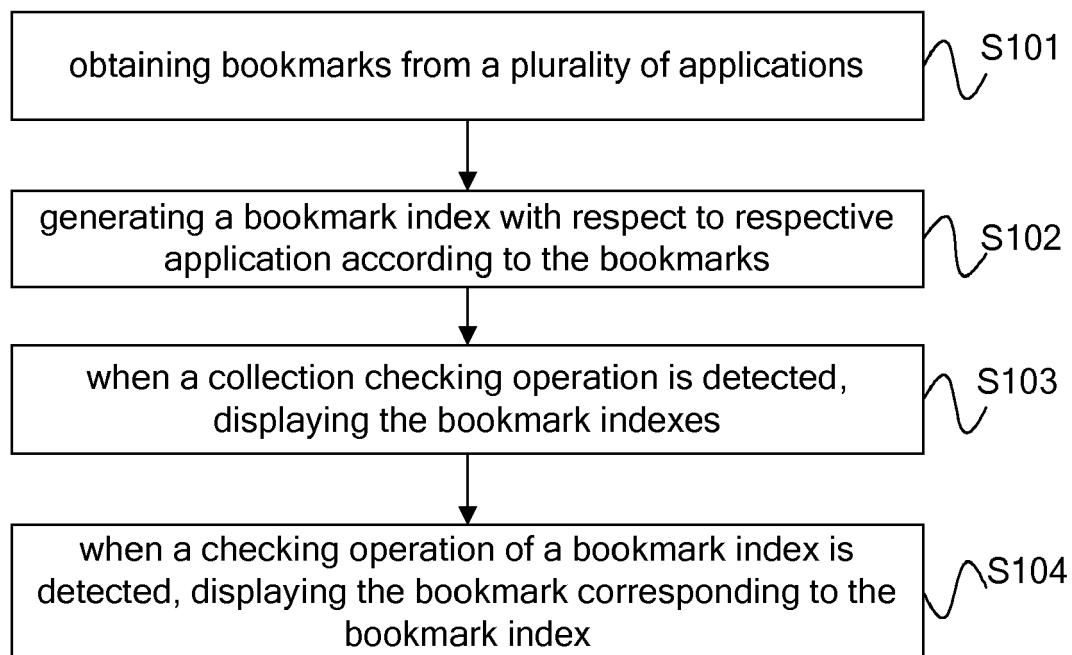 obtaining bookmarks from a plurality of applications
S101
generating a bookmark index with respect to respective
application according to the bookmarks
S102
when a collection checking operation is detected,
displaying the bookmark indexes
S103
when a checking operation of a bookmark index is
detected, displaying the bookmark corresponding to the
bookmark index
S104